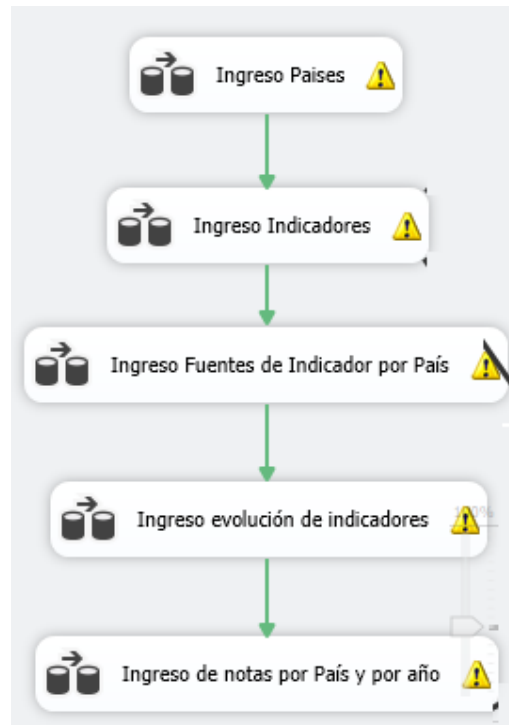 Ingreso Paises
Ingreso Indicadores
Ingreso Fuentes de Indicador por País
Ingreso evolución de indicadores
100%
Ingreso de notas por País y por año